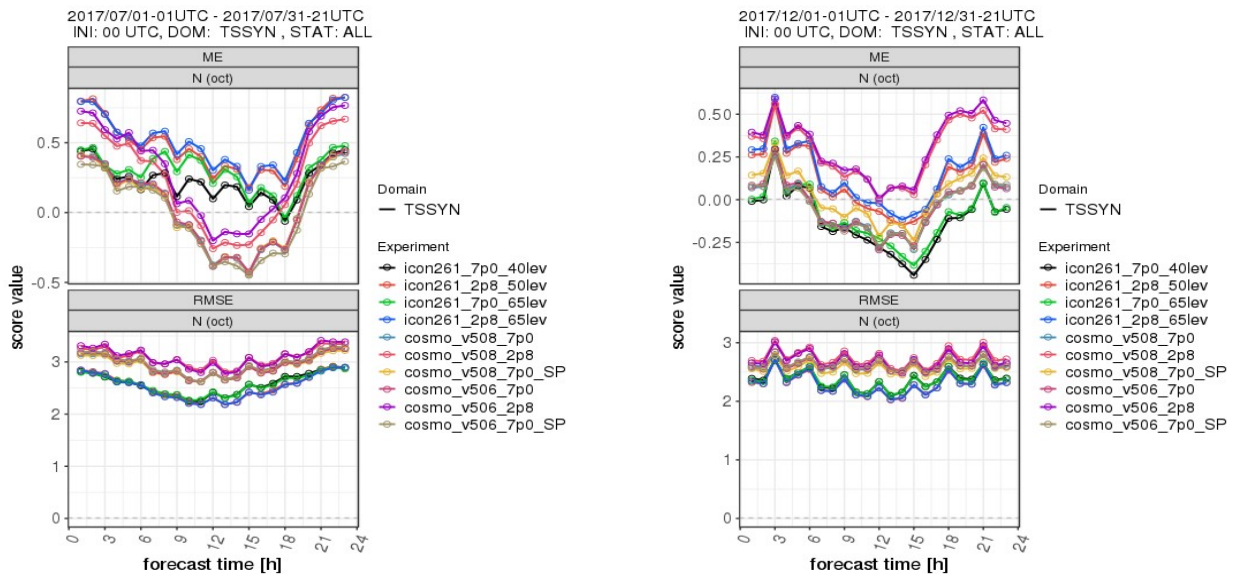 2017/07/01-01UTC - 2017/07/31-21UTC
INI: 00 UTC, DOM: TSSYN , STAT: ALL
ME
N (oct)
0.5
0.0
-0.5
RMSE
N (oct)
3
2
1
0
score value
0 3 6 9 12 15 18 21 24
forecast time [h]
Domain
TSSYN
Experiment
icon261_7p0_40lev
icon261_2p8_50lev
icon261_7p0_65lev
icon261_2p8_65lev
cosmo_v508_7p0
cosmo_v508_2p8
cosmo_v508_7p0_SP
cosmo_v506_7p0
cosmo_v506_2p8
cosmo_v506_7p0_SP
2017/12/01-01UTC - 2017/12/31-21UTC
INI: 00 UTC, DOM: TSSYN , STAT: ALL
ME
N (oct)
0.50
0.25
0.00
-0.25
RMSE
N (oct)
3
2
1
0
score value
0 3 6 9 12 15 18 21 24
forecast time [h]
Domain
TSSYN
Experiment
icon261_7p0_40lev
icon261_2p8_50lev
icon261_7p0_65lev
icon261_2p8_65lev
cosmo_v508_7p0
cosmo_v508_2p8
cosmo_v508_7p0_SP
cosmo_v506_7p0
cosmo_v506_2p8
cosmo_v506_7p0_SP